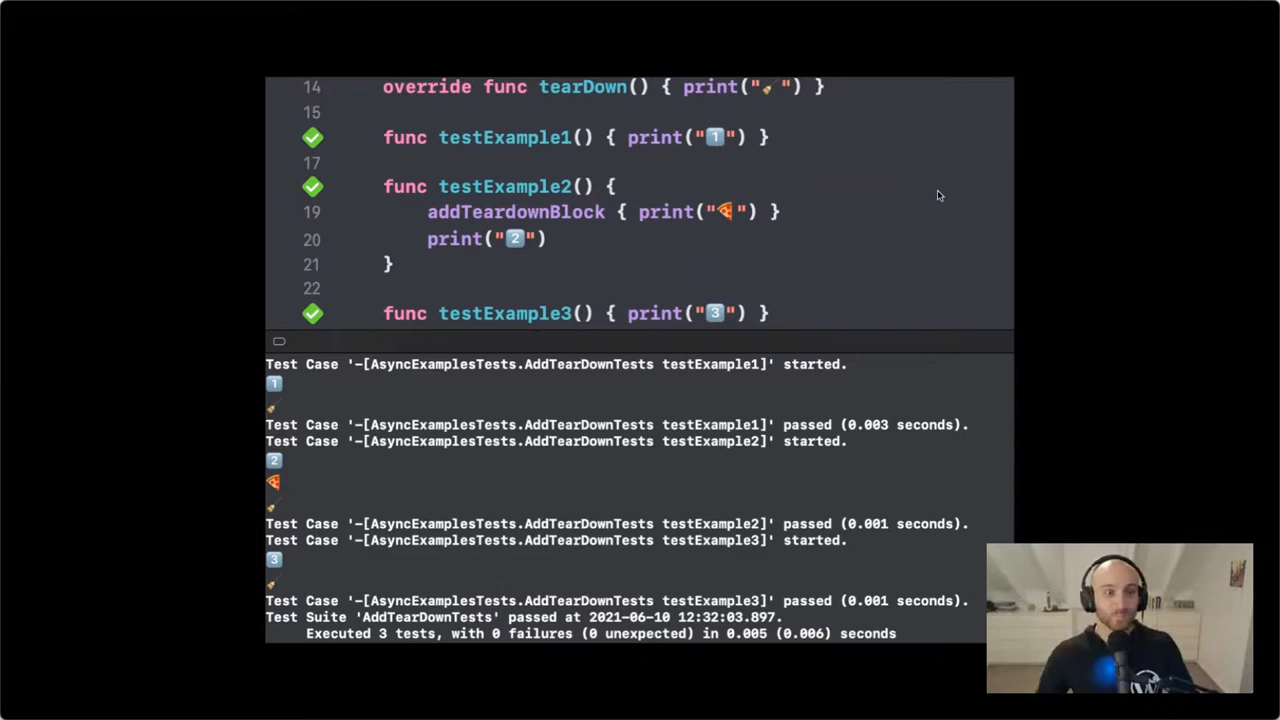 14 override func tearDown() { print("🧹") }
15
func testExample1() { print("1️⃣") }
17
func testExample2() {
19 addTeardownBlock { print("🍕") }
20 print("2️⃣")
21 }
22
func testExample3() { print("3️⃣") }
Test Case '-[AsyncExamplesTests.AddTearDownTests testExample1]' started.
1️⃣
🧹
Test Case '-[AsyncExamplesTests.AddTearDownTests testExample1]' passed (0.003 seconds).
Test Case '-[AsyncExamplesTests.AddTearDownTests testExample2]' started.
2️⃣
🍕
🧹
Test Case '-[AsyncExamplesTests.AddTearDownTests testExample2]' passed (0.001 seconds).
Test Case '-[AsyncExamplesTests.AddTearDownTests testExample3]' started.
3️⃣
🧹
Test Case '-[AsyncExamplesTests.AddTearDownTests testExample3]' passed (0.001 seconds).
Test Suite 'AddTearDownTests' passed at 2021-06-10 12:32:03.897.
Executed 3 tests, with 0 failures (0 unexpected) in 0.005 (0.006) seconds